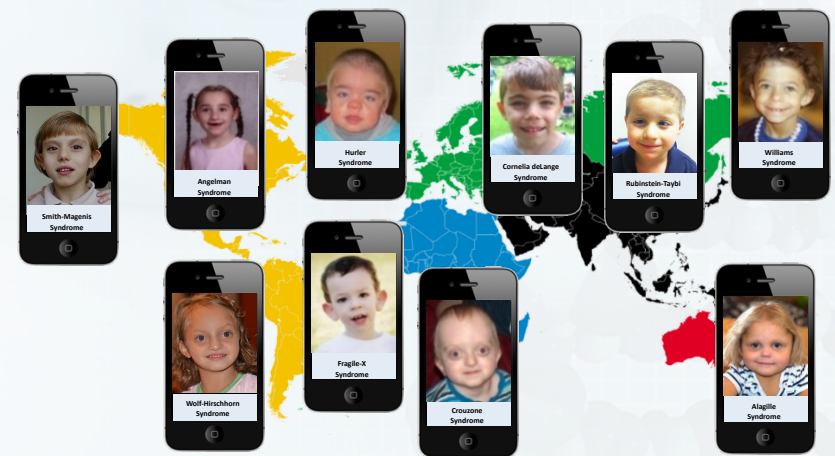 Smith-Magenis
Syndrome
Angelman
Syndrome
Hurler
Syndrome
Cornelia deLange
Syndrome
Rubinstein-Taybi
Syndrome
Williams
Syndrome
Wolf-Hirschhorn
Syndrome
Fragile-X
Syndrome
Crouzone
Syndrome
Alagille
Syndrome